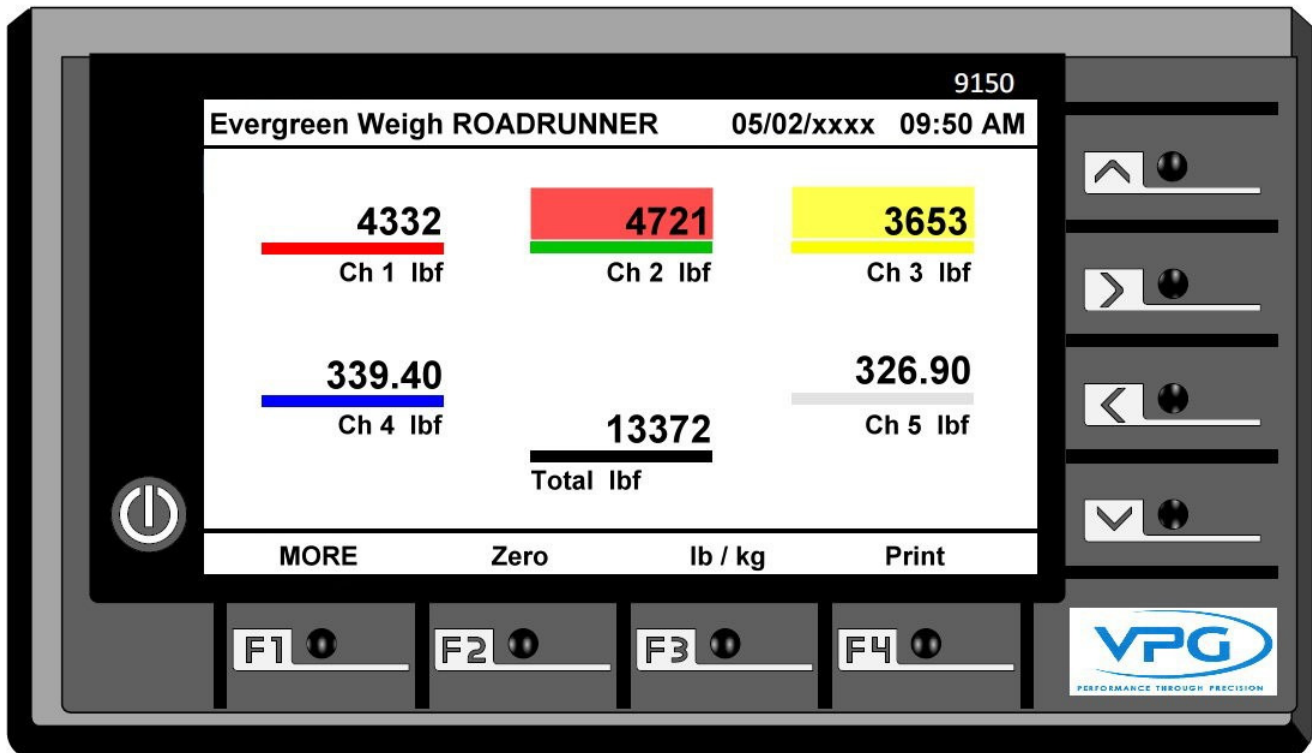 9150
Evergreen Weigh ROADRUNNER 05/02/xxxx 09:50 AM
4332 4721 3653
Ch 1 lbf Ch 2 lbf Ch 3 lbf
339.40 326.90
Ch 4 lbf Ch 5 lbf
13372
Total lbf
MORE Zero lb / kg Print
F1 F2 F3 F4
VPG
PERFORMANCE THROUGH PRECISION